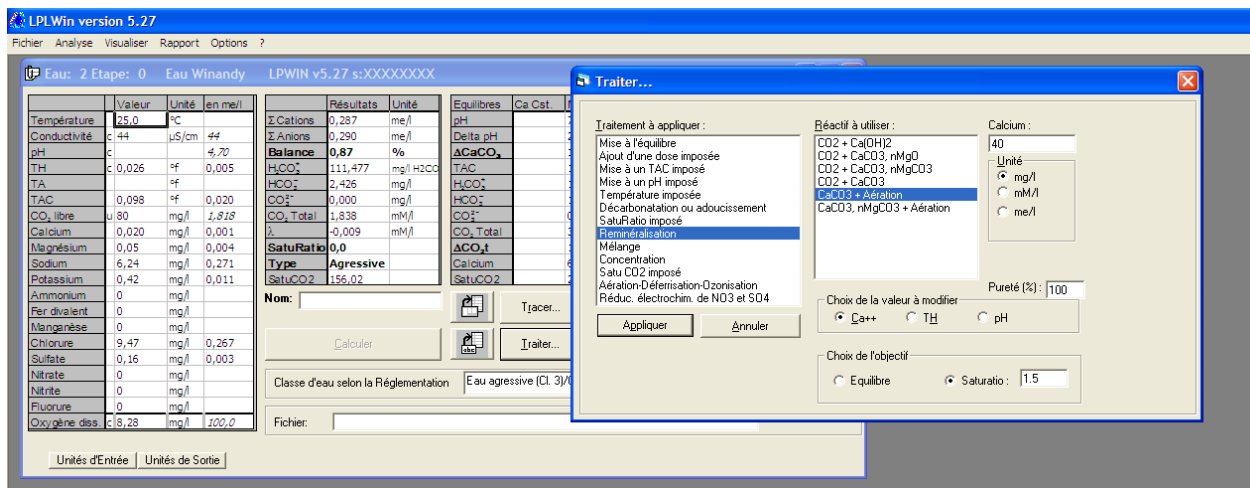 LPLWin version 5.27
Fichier Analyse Visualiser Rapport Options ?
Eau: 2 Etape: 0 Eau Winandy LPWIN v5.27 s:XXXXXXXX
Valeur Unité en me/l
Température 25,0 °C
Conductivité c 44 µS/cm 44
pH c 4,70
TH c 0,026 °f 0,005
TA °f
TAC 0,098 °f 0,020
CO₂ libre u 80 mg/l 1,818
Calcium 0,020 mg/l 0,001
Magnésium 0,05 mg/l 0,004
Sodium 6,24 mg/l 0,271
Potassium 0,42 mg/l 0,011
Ammonium 0 mg/l
Fer divalent 0 mg/l
Manganèse 0 mg/l
Chlorure 9,47 mg/l 0,267
Sulfate 0,16 mg/l 0,003
Nitrate 0 mg/l
Nitrite 0 mg/l
Fluorure 0 mg/l
Oxygène diss. c 8,28 mg/l 100,0
Unités d'Entrée Unités de Sortie
Résultats Unité
Σ Cations 0,287 me/l
Σ Anions 0,290 me/l
Balance 0,87 %
H₂CO₃* 111,477 mg/l H2CO
HCO₃⁻ 2,426 mg/l
CO₃²⁻ 0,000 mg/l
CO₂ Total 1,838 mM/l
λ -0,009 mM/l
SatuRatio 0,0
Type Agressive
SatuCO2 156,02
Equilibres Ca Cst.
pH
Delta pH
ΔCaCO₃
TAC
H₂CO₃*
HCO₃⁻
CO₃²⁻
CO₂ Total
ΔCO₂t
Calcium
SatuCO2
Nom:
Calculer
Tracer...
abc
Traiter...
Classe d'eau selon la Réglementation Eau agressive (Cl. 3)/
Fichier:
Traiter...
Traitement à appliquer :
Mise à l'équilibre
Ajout d'une dose imposée
Mise à un TAC imposé
Mise à un pH imposé
Température imposée
Décarbonatation ou adoucissement
SatuRatio imposé
Reminéralisation
Mélange
Concentration
Satu CO2 imposé
Aération-Déferrisation-Ozonisation
Réduc. électrochim. de NO3 et SO4
Appliquer Annuler
Réactif à utiliser :
CO2 + Ca(OH)2
CO2 + CaCO3, nMgO
CO2 + CaCO3, nMgCO3
CO2 + CaCO3
CaCO3 + Aération
CaCO3, nMgCO3 + Aération
Calcium :
40
Unité
mg/l
mM/l
me/l
Pureté (%) : 100
Choix de la valeur à modifier
Ca++ TH pH
Choix de l'objectif
Equilibre Saturatio : 1.5